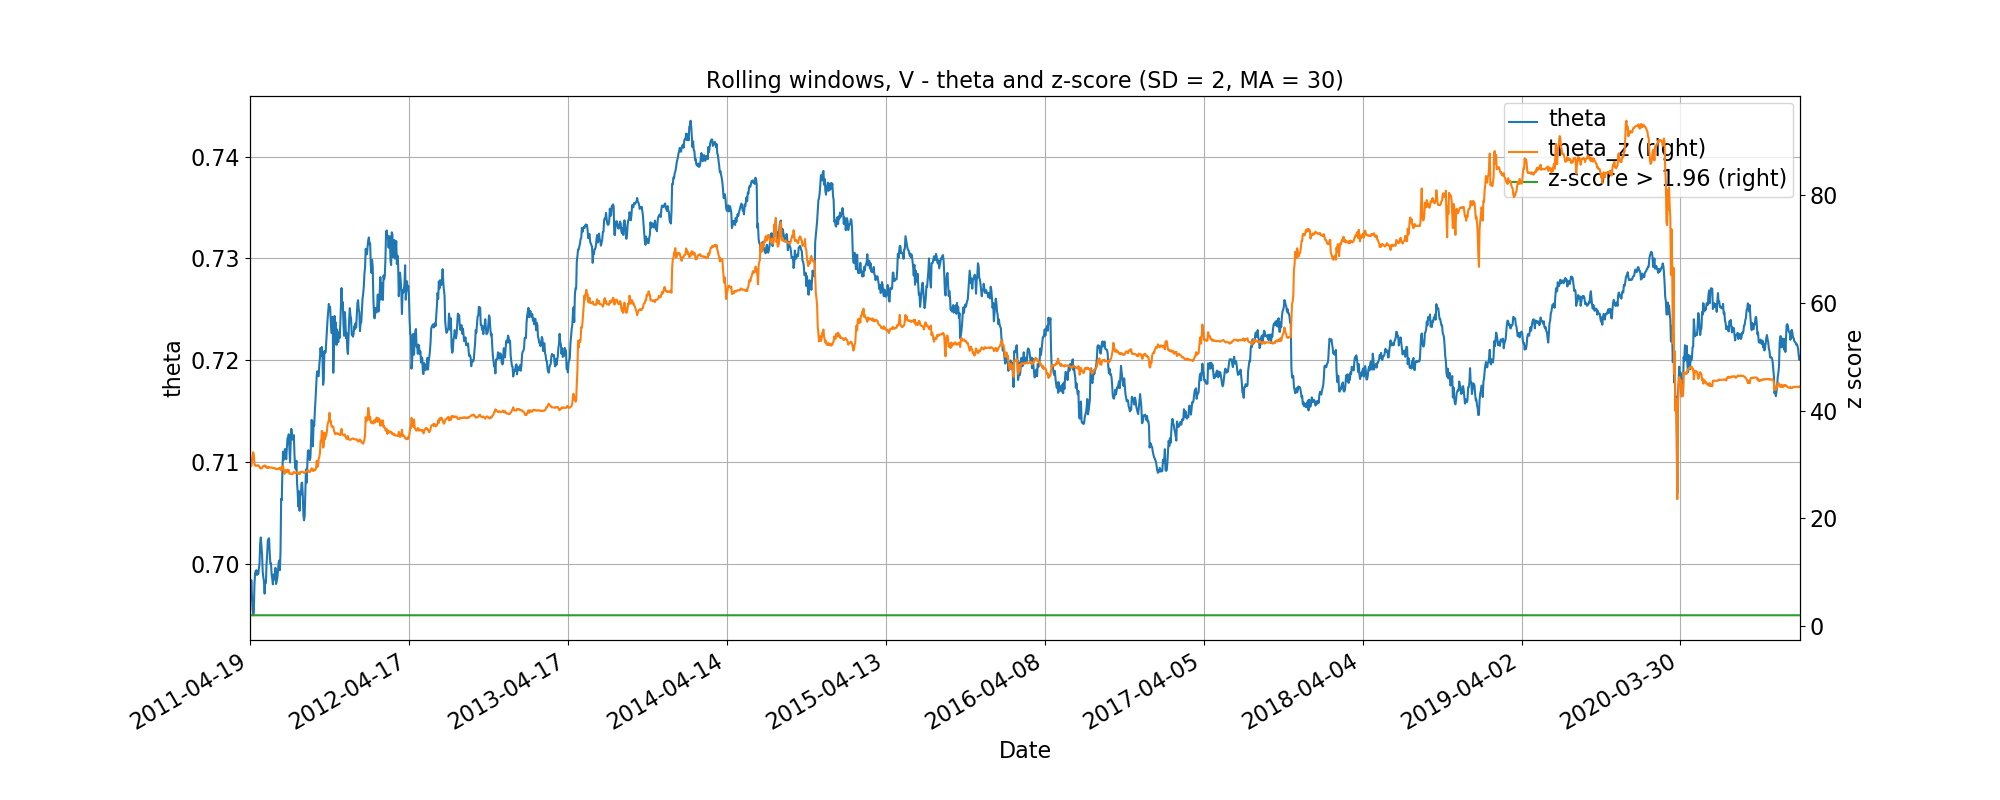 Rolling windows, V - theta and z-score (SD = 2, MA = 30)
theta
theta_z (right)
z-score > 1.96 (right)
0.74
0.73
0.72
0.71
0.70
theta
80
60
40
20
0
z score
2011-04-19
2012-04-17
2013-04-17
2014-04-14
2015-04-13
2016-04-08
2017-04-05
2018-04-04
2019-04-02
2020-03-30
Date